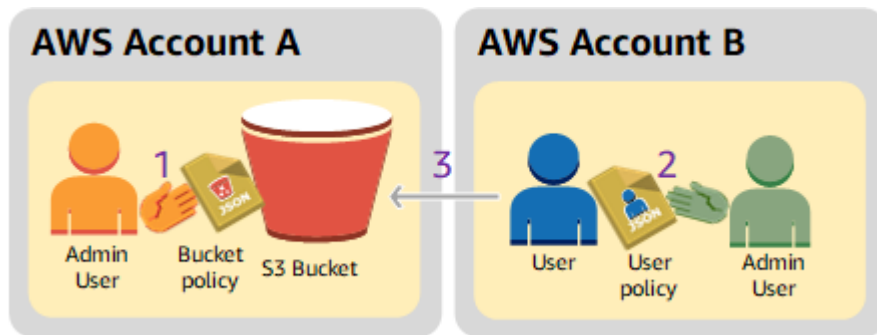 AWS Account A
AWS Account B
1
3
2
JSON
JSON
Admin
User
Bucket
policy
S3 Bucket
User
User
policy
Admin
User